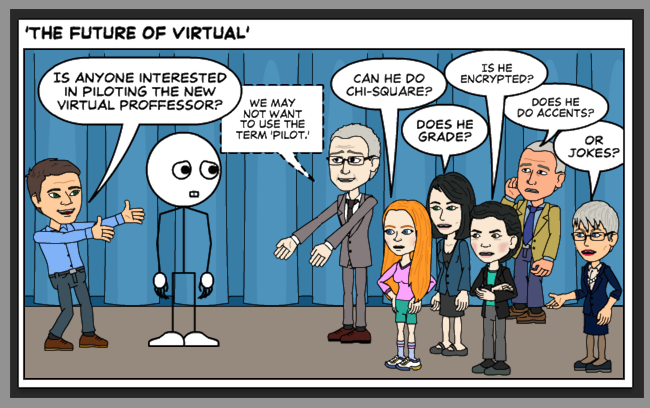 'THE FUTURE OF VIRTUAL'
IS ANYONE INTERESTED
IN PILOTING THE NEW
VIRTUAL PROFFESSOR?
WE MAY
NOT WANT
TO USE THE
TERM 'PILOT.'
CAN HE DO
CHI-SQUARE?
DOES HE
GRADE?
IS HE
ENCRYPTED?
DOES HE
DO ACCENTS?
OR
JOKES?